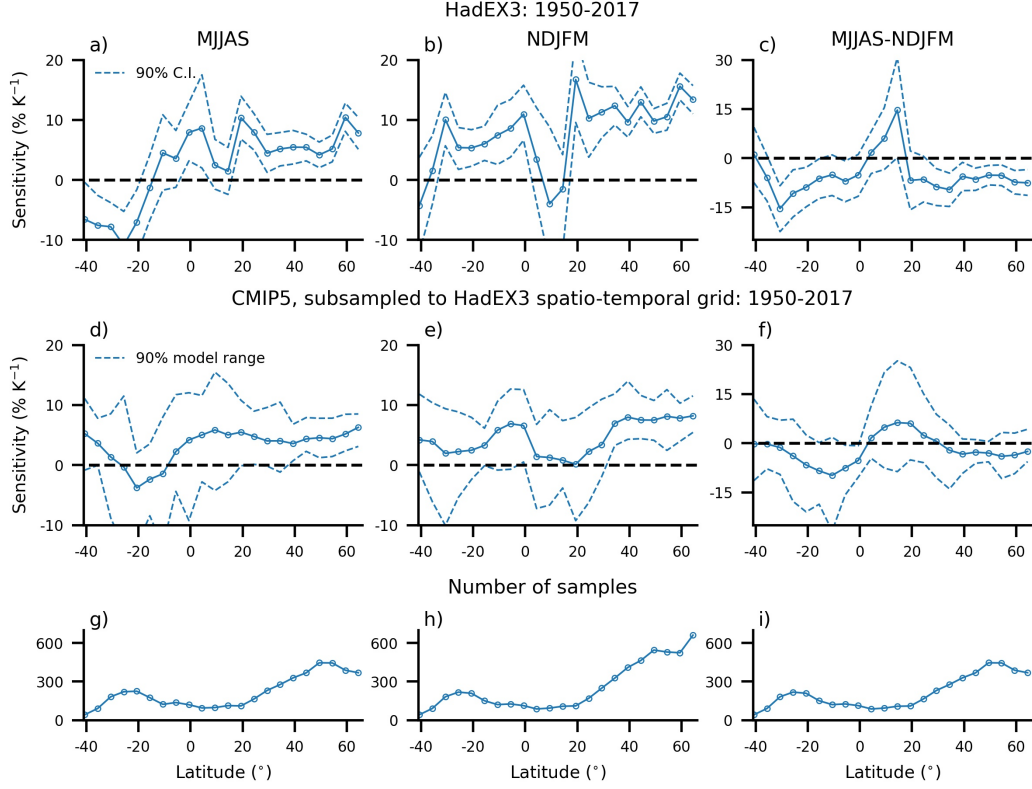 HadEX3: 1950-2017
MJJAS
NDJFM
MJJAS-NDJFM
a)
b)
c)
90% C.I.
Sensitivity (% K⁻¹)
20
10
0
-10
20
10
0
-10
30
15
0
-15
-40 -20 0 20 40 60
-40 -20 0 20 40 60
-40 -20 0 20 40 60
CMIP5, subsampled to HadEX3 spatio-temporal grid: 1950-2017
d)
e)
f)
90% model range
Sensitivity (% K⁻¹)
20
10
0
-10
20
10
0
-10
30
15
0
-15
-40 -20 0 20 40 60
-40 -20 0 20 40 60
-40 -20 0 20 40 60
Number of samples
g)
h)
i)
600
300
0
600
300
0
600
300
0
-40 -20 0 20 40 60
-40 -20 0 20 40 60
-40 -20 0 20 40 60
Latitude (°)
Latitude (°)
Latitude (°)